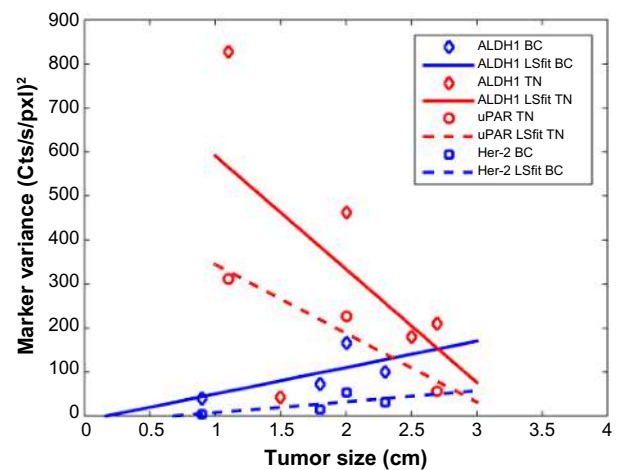 900
800
700
600
500
400
300
200
100
0
Marker variance (Cts/s/pxl)²
0
0.5
1
1.5
2
2.5
3
3.5
4
Tumor size (cm)
ALDH1 BC
ALDH1 LSfit BC
ALDH1 TN
ALDH1 LSfit TN
uPAR TN
uPAR LSfit TN
Her-2 BC
Her-2 LSfit BC